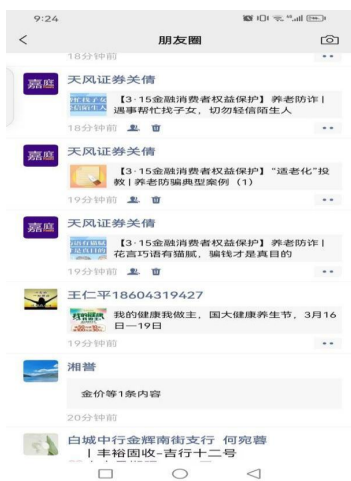 9:24
朋友圈
18分钟前
嘉庭
天风证券关倩
【3·15金融消费者权益保护】养老防诈|
遇事帮忙找子女，切勿轻信陌生人
18分钟前
嘉庭
天风证券关倩
【3·15金融消费者权益保护】“适老化”投
教|养老防骗典型案例（1）
19分钟前
嘉庭
天风证券关倩
【3·15金融消费者权益保护】养老防诈|
花言巧语有猫腻，骗钱才是真目的
19分钟前
王仁平18604319427
我的健康我做主，国大健康养生节，3月16
日—19日
19分钟前
湘誉
金价等1条内容
20分钟前
白城中行金辉南街支行 何宛蓉
|丰裕固收-吉行十二号